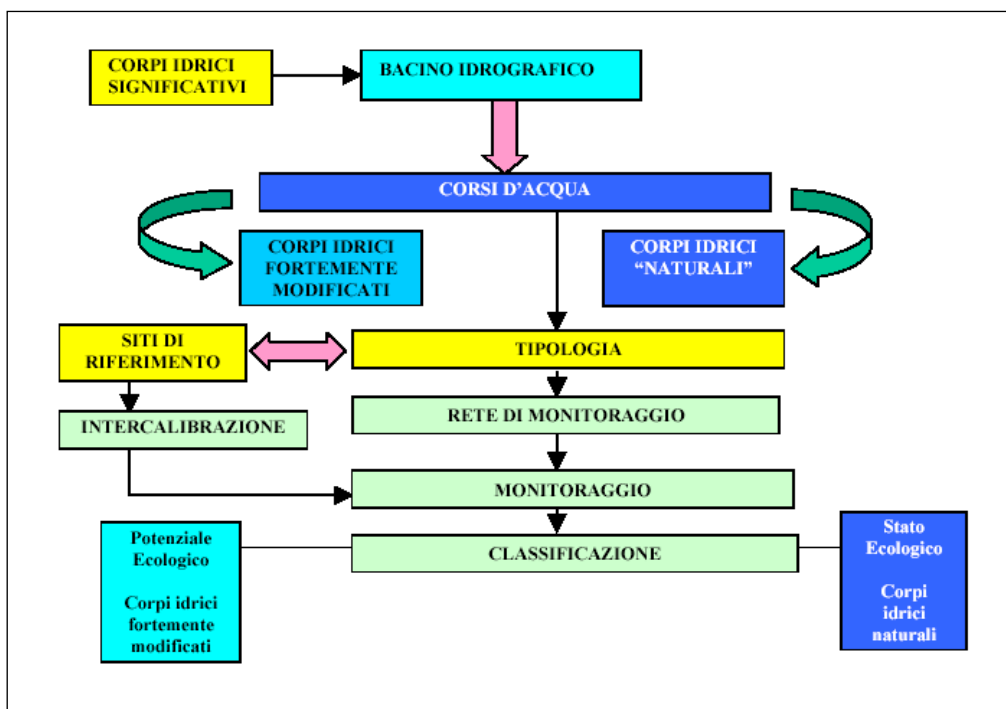 CORPI IDRICI
SIGNIFICATIVI
BACINO IDROGRAFICO
CORSI D'ACQUA
CORPI IDRICI
FORTEMENTE
MODIFICATI
CORPI IDRICI
“NATURALI”
SITI DI
RIFERIMENTO
TIPOLOGIA
INTERCALIBRAZIONE
RETE DI MONITORAGGIO
MONITORAGGIO
CLASSIFICAZIONE
Potenziale
Ecologico
Corpi idrici
fortemente
modificati
Stato
Ecologico
Corpi
idrici
naturali